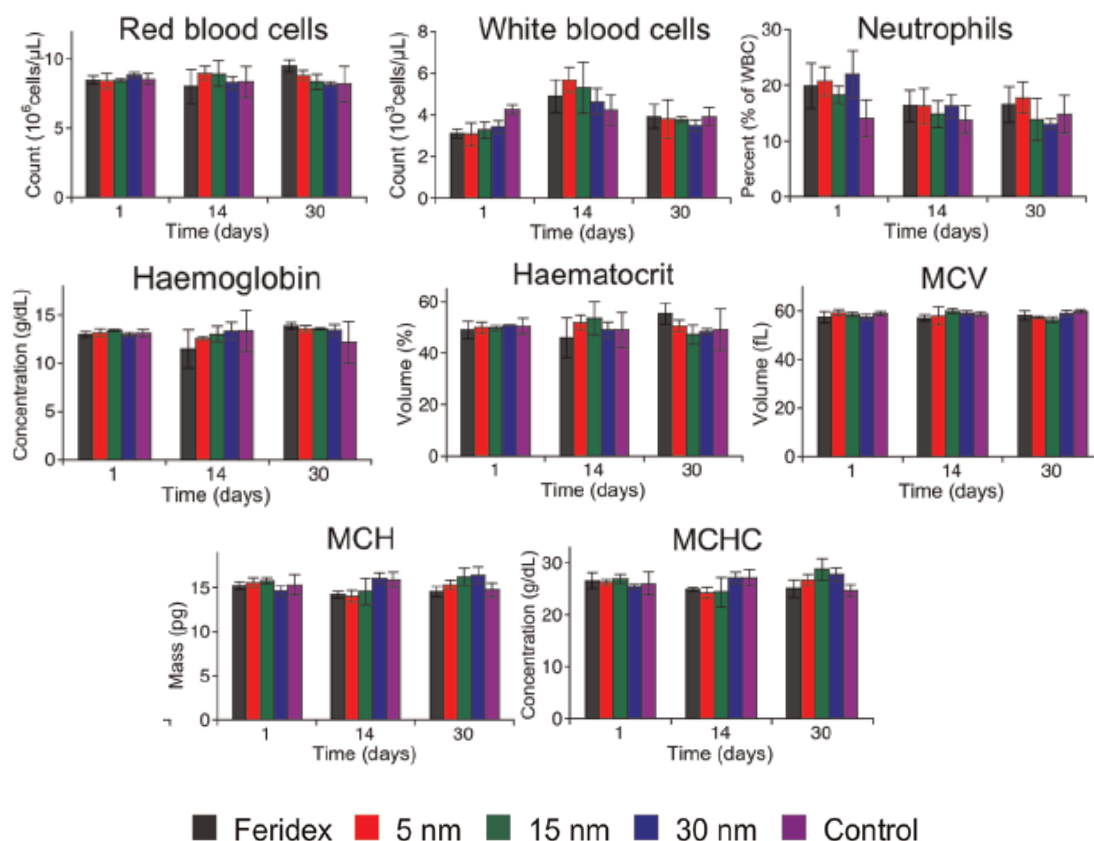 Red blood cells
Count (10⁶cells/µL)
10
5
0
1 14 30
Time (days)
White blood cells
Count (10³cells/µL)
8
6
4
2
0
1 14 30
Time (days)
Neutrophils
Percent (% of WBC)
30
20
10
0
1 14 30
Time (days)
Haemoglobin
Concentration (g/dL)
15
10
5
0
1 14 30
Time (days)
Haematocrit
Volume (%)
60
40
20
0
1 14 30
Time (days)
MCV
Volume (fL)
60
40
20
0
1 14 30
Time (days)
MCH
Mass (pg)
15
10
5
0
1 14 30
Time (days)
MCHC
Concentration (g/dL)
30
20
10
0
1 14 30
Time (days)
Feridex 5 nm 15 nm 30 nm Control